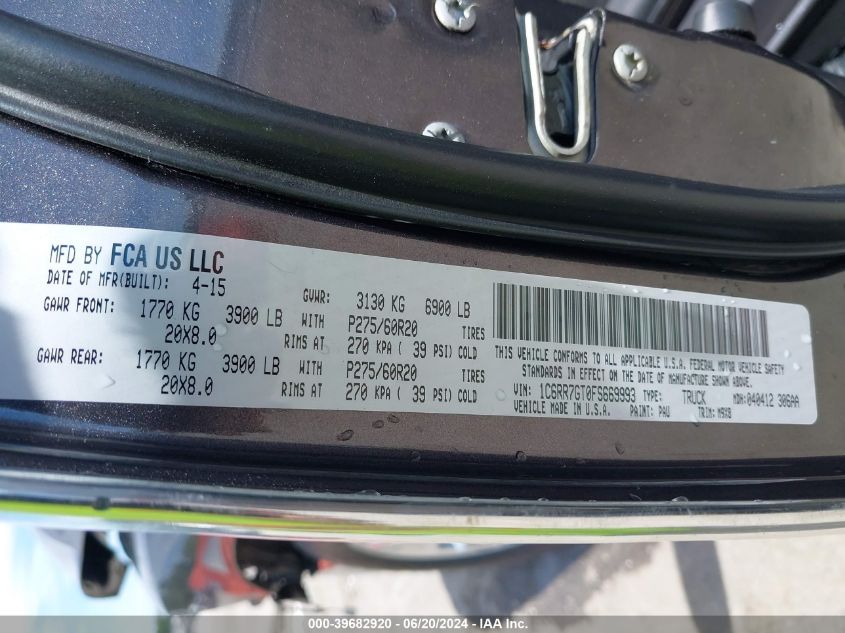 MFD BY FCA US LLC
DATE OF MFR(BUILT): 4-15 GVWR: 3130 KG 6900 LB
GAWR FRONT: 1770 KG 3900 LB WITH P275/60R20 TIRES
20X8.0 RIMS AT 270 KPA ( 39 PSI) COLD
GAWR REAR: 1770 KG 3900 LB WITH P275/60R20 TIRES
20X8.0 RIMS AT 270 KPA ( 39 PSI) COLD
THIS VEHICLE CONFORMS TO ALL APPLICABLE U.S.A. FEDERAL MOTOR VEHICLE SAFETY
STANDARDS IN EFFECT ON THE DATE OF MANUFACTURE SHOWN ABOVE.
VIN: 1C6RR7GT0FS869993 TYPE: TRUCK MDH: 040412 306AA
VEHICLE MADE IN U.S.A. PAINT: PAU TRIM: M9X8
000-39682920 - 06/20/2024 - IAA Inc.